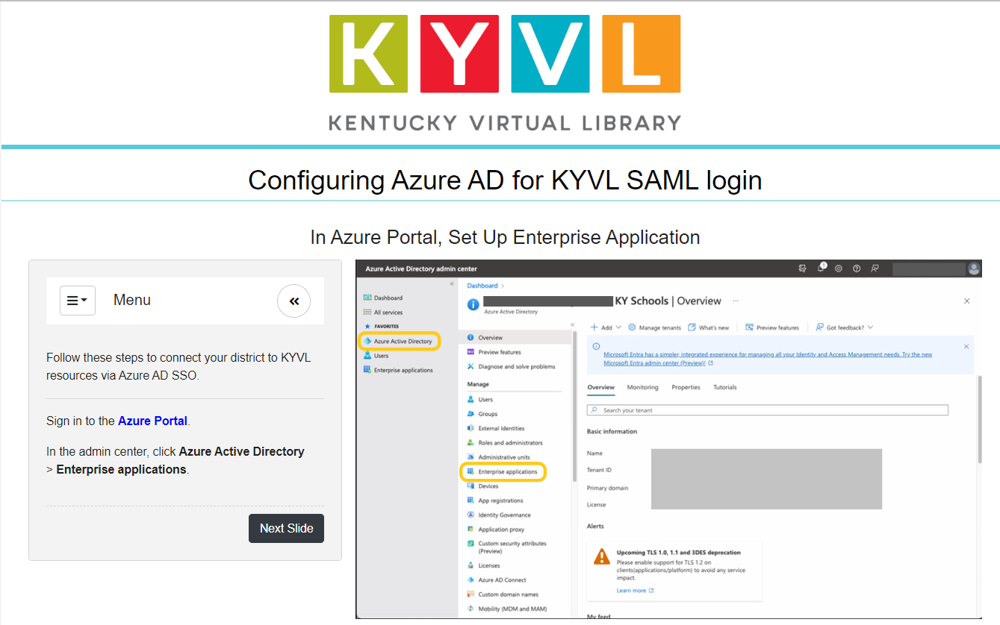 KYVL
KENTUCKY VIRTUAL LIBRARY
Configuring Azure AD for KYVL SAML login
In Azure Portal, Set Up Enterprise Application
Menu
Follow these steps to connect your district to KYVL
resources via Azure AD SSO.
Sign in to the Azure Portal.
In the admin center, click Azure Active Directory
> Enterprise applications.
Next Slide
Azure Active Directory admin center
1
Dashboard
All services
FAVORITES
Azure Active Directory
Users
Enterprise applications
Dashboard >
KY Schools | Overview ...
Azure Active Directory
Overview
Preview features
Diagnose and solve problems
Manage
Users
Groups
External Identities
Roles and administrators
Administrative units
Enterprise applications
Devices
App registrations
Identity Governance
Application proxy
Custom security attributes
(Preview)
Licenses
Azure AD Connect
Custom domain names
Mobility (MDM and MAM)
Add
Manage tenants
What's new
Preview features
Got feedback?
Microsoft Entra has a simpler, integrated experience for managing all your Identity and Access Management needs. Try the new
Microsoft Entra admin center (Preview)!
Overview
Monitoring
Properties
Tutorials
Search your tenant
Basic information
Name
Tenant ID
Primary domain
License
Alerts
Upcoming TLS 1.0, 1.1 and 3DES deprecation
Please enable support for TLS 1.2 on
clients(applications/platform) to avoid any service
impact.
Learn more
My feed